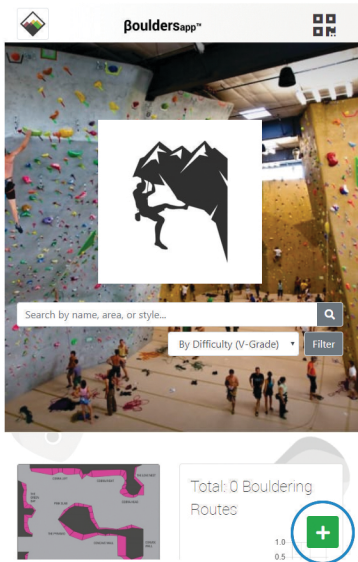 βouldersapp™
Search by name, area, or style...
By Difficulty (V-Grade)
Filter
Total: 0 Bouldering
Routes
1.0
0.5
+